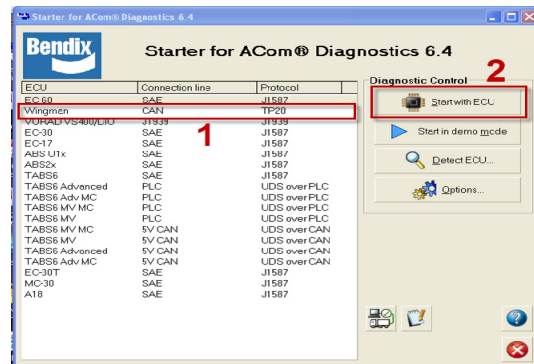 Starter for ACom Diagnostics 6.4
Bendix
Starter for ACom® Diagnostics 6.4
ECU Connection line Protocol
EC-60 SAE J1587
Wingman CAN TP20
VORAD VS400/DIU J1939 J1939
EC-30 SAE J1587
EC-17 SAE J1587
ABS U1x SAE J1587
ABS2x SAE J1587
TABS6 SAE J1587
TABS6 Advanced PLC UDS over PLC
TABS6 Adv MC PLC UDS over PLC
TABS6 MV MC PLC UDS over PLC
TABS6 MV PLC UDS over PLC
TABS6 MV MC 5V CAN UDS over CAN
TABS6 MV 5V CAN UDS over CAN
TABS6 Advanced 5V CAN UDS over CAN
TABS6 Adv MC 5V CAN UDS over CAN
EC-30T SAE J1587
MC-30 SAE J1587
A18 SAE J1587
1
Diagnostic Control
2
Start with ECU
Start in demo mode
Detect ECU...
Options...